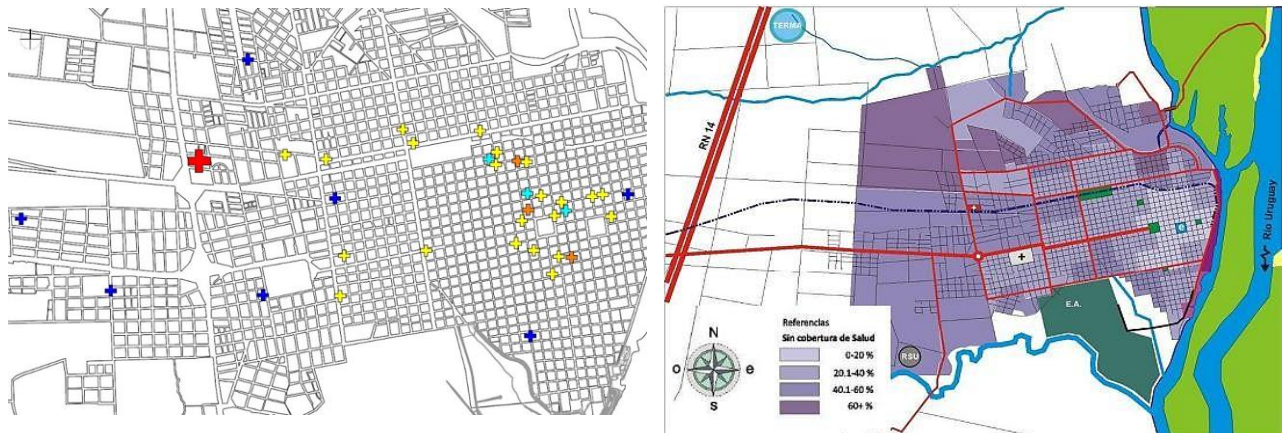 TERMA
RN 14
Río Uruguay
e
E.A.
RSU
Referencias
Sin cobertura de Salud
0-20 %
20.1-40 %
40.1-60 %
60+ %
N
O e
S